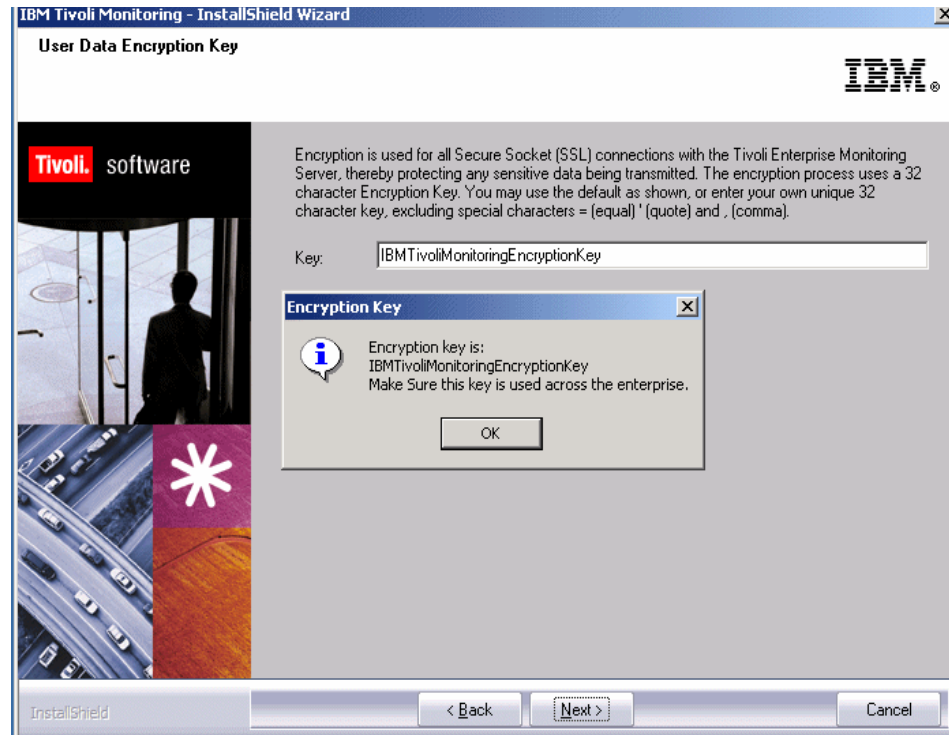 IBM Tivoli Monitoring - InstallShield Wizard
User Data Encryption Key
IBM®
Tivoli. software
Encryption is used for all Secure Socket (SSL) connections with the Tivoli Enterprise Monitoring
Server, thereby protecting any sensitive data being transmitted. The encryption process uses a 32
character Encryption Key. You may use the default as shown, or enter your own unique 32
character key, excluding special characters = (equal) ' (quote) and , (comma).
Key: IBMTivoliMonitoringEncryptionKey
Encryption Key
Encryption key is:
IBMTivoliMonitoringEncryptionKey
Make Sure this key is used across the enterprise.
OK
InstallShield
< Back Next > Cancel